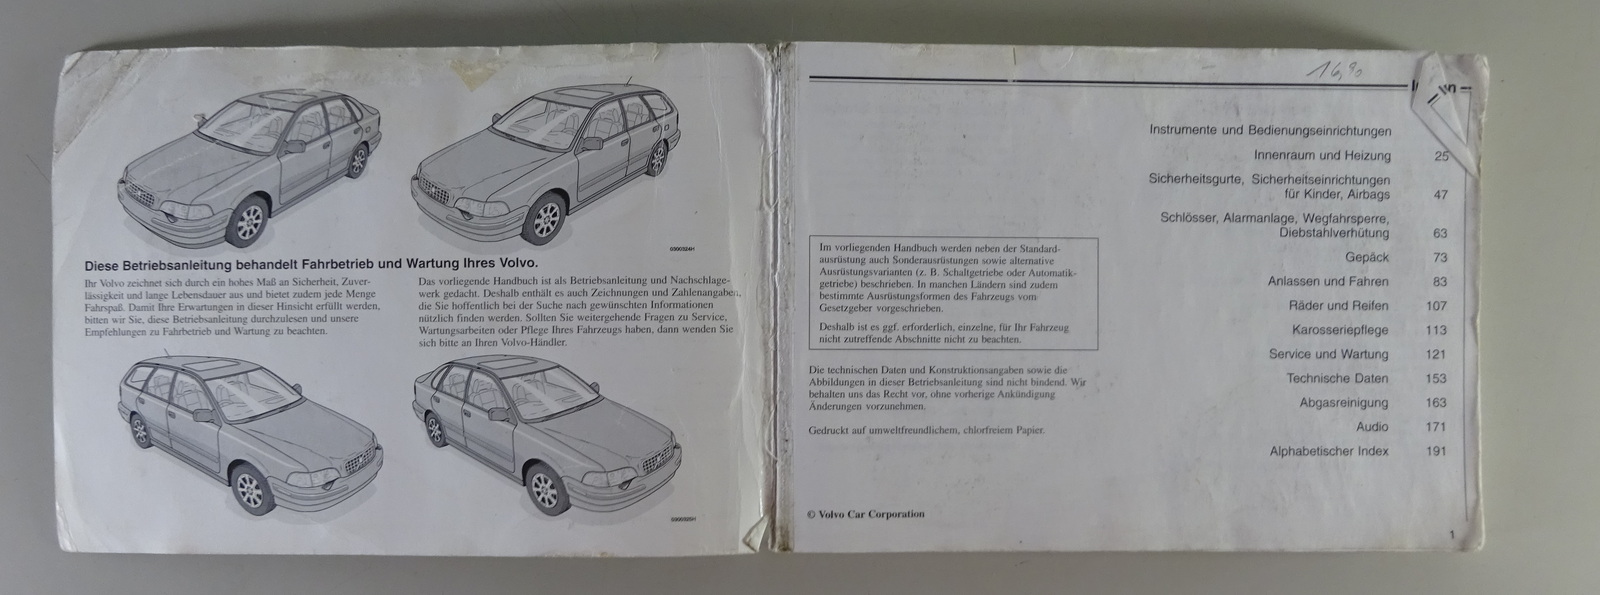 0300324H
Diese Betriebsanleitung behandelt Fahrbetrieb und Wartung Ihres Volvo.
Ihr Volvo zeichnet sich durch ein hohes Maß an Sicherheit, Zuver-
lässigkeit und lange Lebensdauer aus und bietet zudem jede Menge
Fahrspaß. Damit Ihre Erwartungen in dieser Hinsicht erfüllt werden,
bitten wir Sie, diese Betriebsanleitung durchzulesen und unsere
Empfehlungen zu Fahrbetrieb und Wartung zu beachten.
Das vorliegende Handbuch ist als Betriebsanleitung und Nachschlage-
werk gedacht. Deshalb enthält es auch Zeichnungen und Zahlenangaben,
die Sie hoffentlich bei der Suche nach gewünschten Informationen
nützlich finden werden. Sollten Sie weitergehende Fragen zu Service,
Wartungsarbeiten oder Pflege Ihres Fahrzeugs haben, dann wenden Sie
sich bitte an Ihren Volvo-Händler.
0300325H
16,90
Instrumente und Bedienungseinrichtungen
Innenraum und Heizung 25
Sicherheitsgurte, Sicherheitseinrichtungen
für Kinder, Airbags 47
Schlösser, Alarmanlage, Wegfahrsperre,
Diebstahlverhütung 63
Gepäck 73
Anlassen und Fahren 83
Räder und Reifen 107
Karosseriepflege 113
Service und Wartung 121
Technische Daten 153
Abgasreinigung 163
Audio 171
Alphabetischer Index 191
Im vorliegenden Handbuch werden neben der Standard-
ausrüstung auch Sonderausrüstungen sowie alternative
Ausrüstungsvarianten (z. B. Schaltgetriebe oder Automatik-
getriebe) beschrieben. In manchen Ländern sind zudem
bestimmte Ausrüstungsformen des Fahrzeugs vom
Gesetzgeber vorgeschrieben.
Deshalb ist es ggf. erforderlich, einzelne, für Ihr Fahrzeug
nicht zutreffende Abschnitte nicht zu beachten.
Die technischen Daten und Konstruktionsangaben sowie die
Abbildungen in dieser Betriebsanleitung sind nicht bindend. Wir
behalten uns das Recht vor, ohne vorherige Ankündigung
Änderungen vorzunehmen.
Gedruckt auf umweltfreundlichem, chlorfreiem Papier.
© Volvo Car Corporation
1